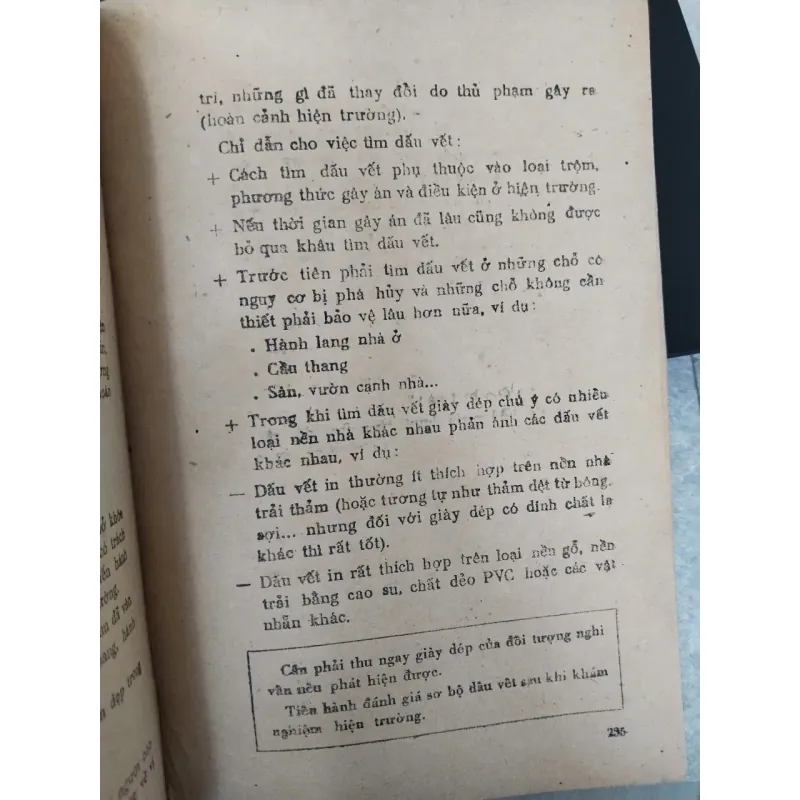 trí, những gì đã thay đổi do thủ phạm gây ra
(hoàn cảnh hiện trường).
Chỉ dẫn cho việc tìm dấu vết:
+ Cách tìm dấu vết phụ thuộc vào loại trộm,
phương thức gây án và điều kiện ở hiện trường.
+ Nếu thời gian gây án đã lâu cũng không được
bỏ qua khâu tìm dấu vết.
+ Trước tiên phải tìm dấu vết ở những chỗ có
nguy cơ bị phá hủy và những chỗ không cần
thiết phải bảo vệ lâu hơn nữa, ví dụ:
. Hành lang nhà ở
. Cầu thang
. Sân, vườn cạnh nhà...
+ Trong khi tìm dấu vết giày dép chú ý có nhiều
loại nền nhà khác nhau phản ánh các dấu vết
khác nhau, ví dụ:
— Dấu vết in thường ít thích hợp trên nền nhà
trải thảm (hoặc tương tự như thảm dệt từ bông,
sợi... nhưng đối với giày dép có dính chất lạ
khác thì rất tốt).
— Dấu vết in rất thích hợp trên loại nền gỗ, nền
trải bằng cao su, chất dẻo PVC hoặc các vật
nhẵn khác.
Cần phải thu ngay giày dép của đối tượng nghi
vấn nếu phát hiện được.
Tiến hành đánh giá sơ bộ dấu vết sau khi khám
nghiệm hiện trường.
235